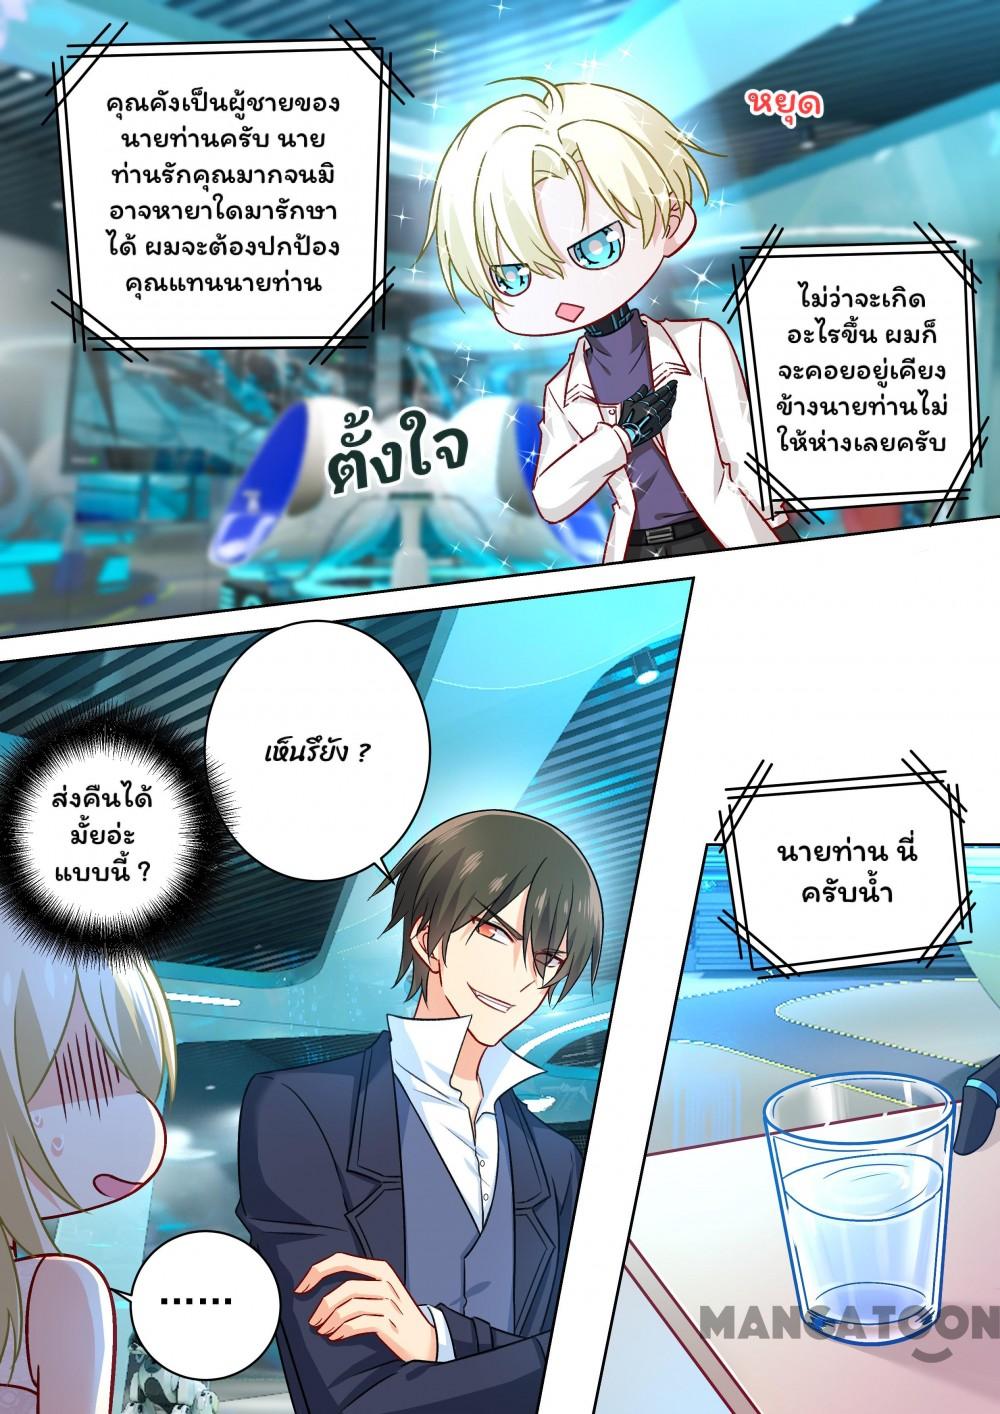 คุณคังเป็นผู้ชายของ
นายท่านครับ นาย
ท่านรักคุณมากจนมิ
อาจหายาใดมารักษา
ได้ ผมจะต้องปกป้อง
คุณแทนนายท่าน
หยุด
ไม่ว่าจะเกิด
อะไรขึ้น ผมก็
จะคอยอยู่เคียง
ข้างนายท่านไม่
ให้ห่างเลยครับ
ตั้งใจ
เห็นรึยัง ?
ส่งคืนได้
มั้ยอ่ะ
แบบนี้ ?
......
นายท่าน นี่
ครับน้ำ
MANGATOON